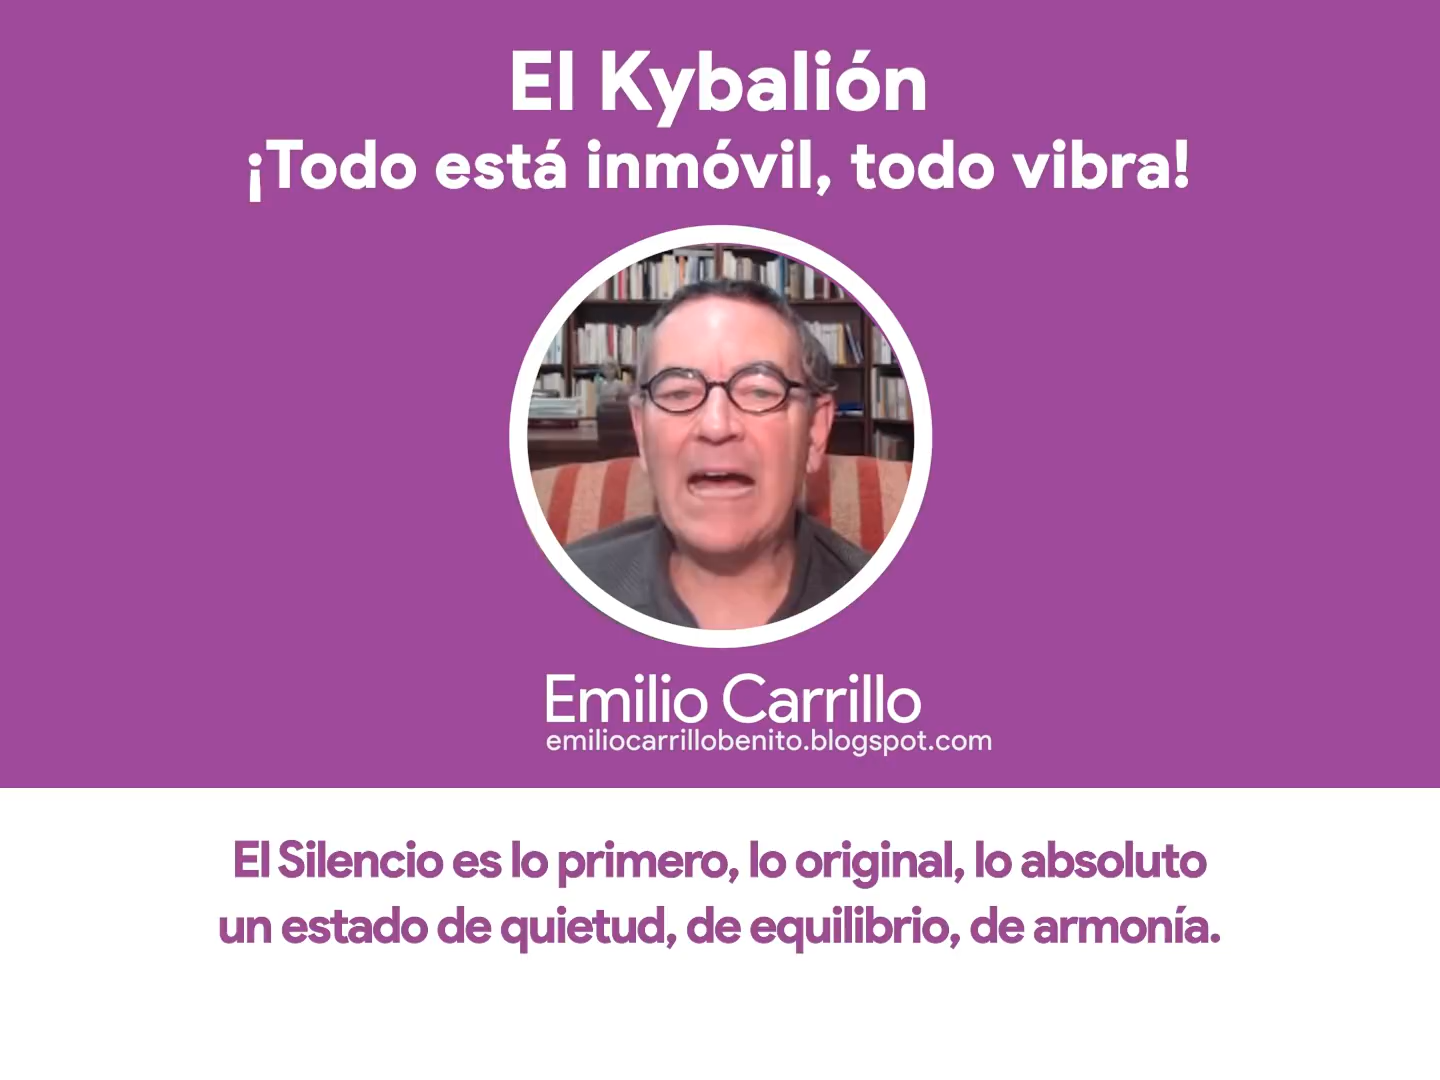 El Kybalión
¡Todo está inmóvil, todo vibra!
Emilio Carrillo
emiliocarrillobenito.blogspot.com
El Silencio es lo primero, lo original, lo absoluto
un estado de quietud, de equilibrio, de armonía.